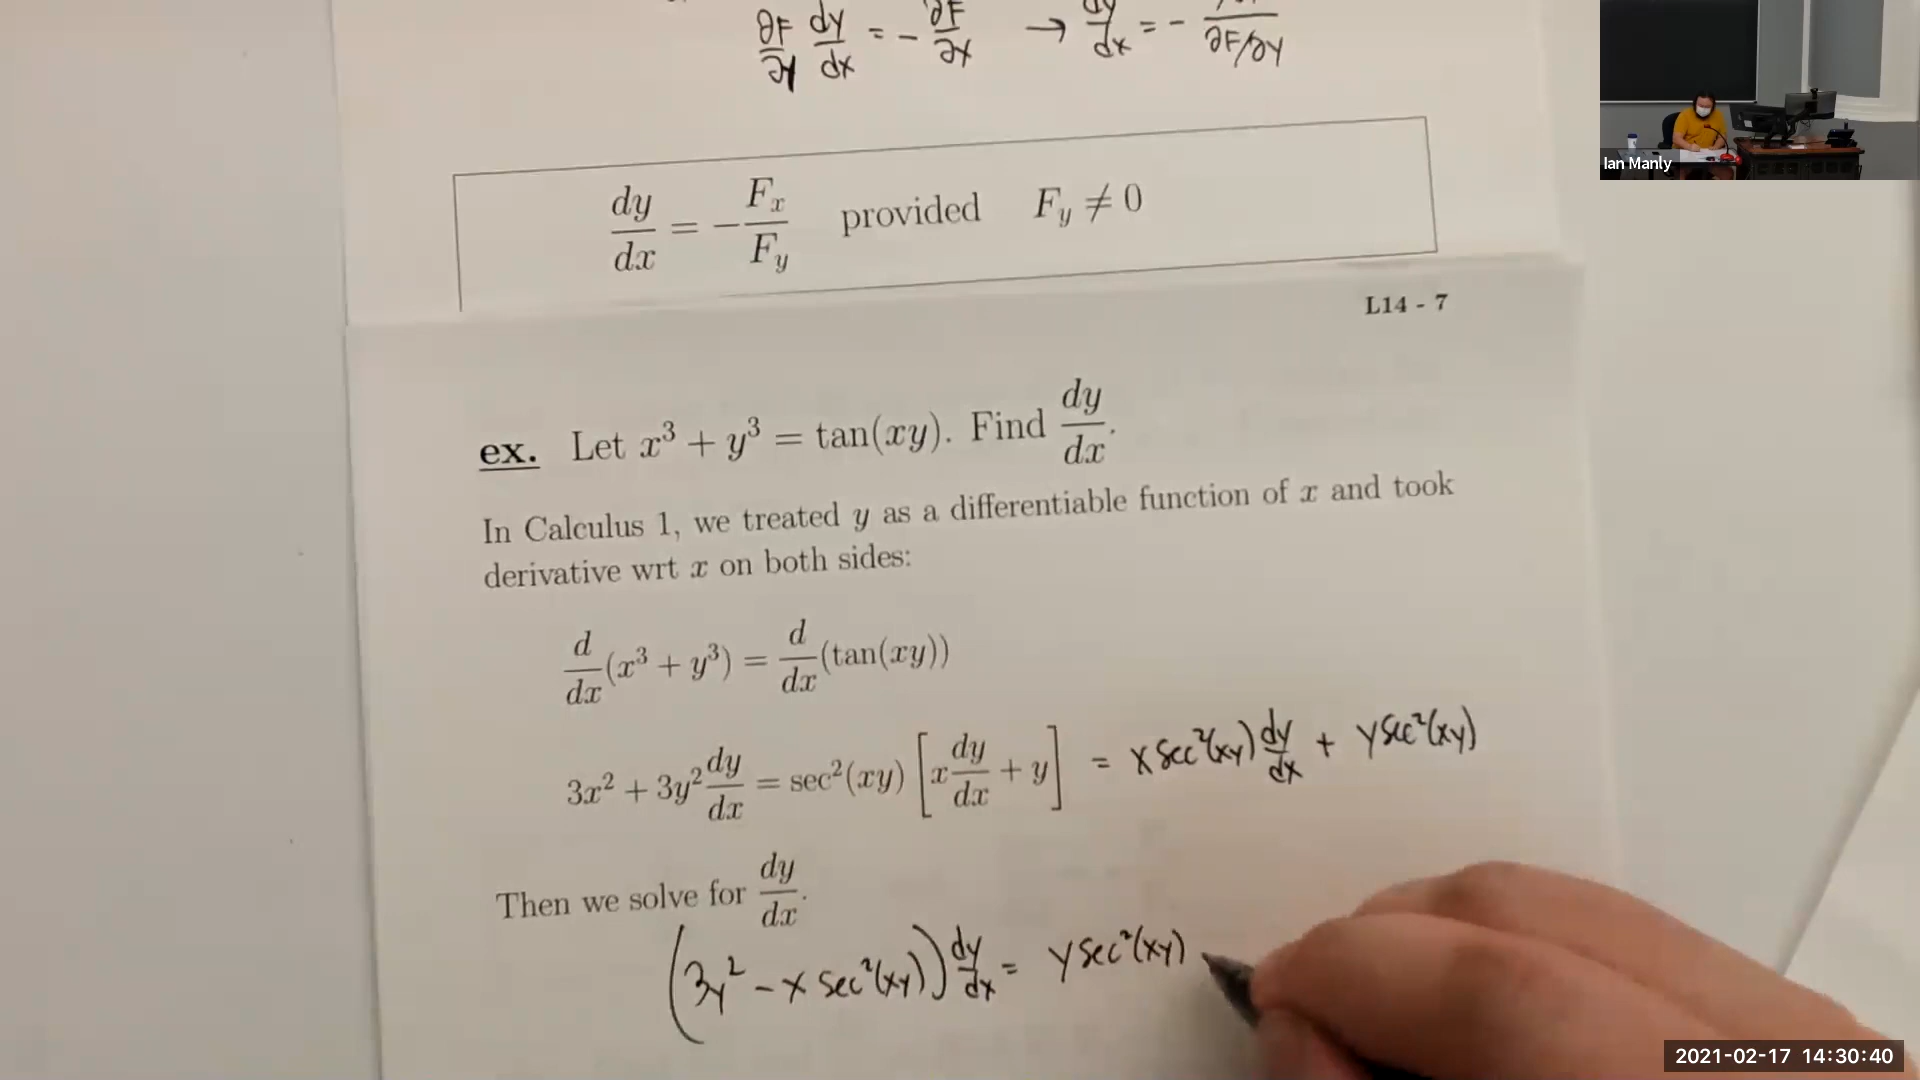 ∂F/∂y dy/dx = - ∂F/∂x → dy/dx = - /∂F/∂y
Ian Manly
dy/dx = -F_x/F_y provided F_y ≠ 0
L14 - 7
ex. Let x³ + y³ = tan(xy). Find dy/dx.
In Calculus 1, we treated y as a differentiable function of x and took
derivative wrt x on both sides:
d/dx(x³ + y³) = d/dx(tan(xy))
3x² + 3y² dy/dx = sec²(xy) [x dy/dx + y] = x sec²(xy) dy/dx + y sec²(xy)
Then we solve for dy/dx.
(3y² - x sec²(xy)) dy/dx = y sec²(xy) -
2021-02-17 14:30:40